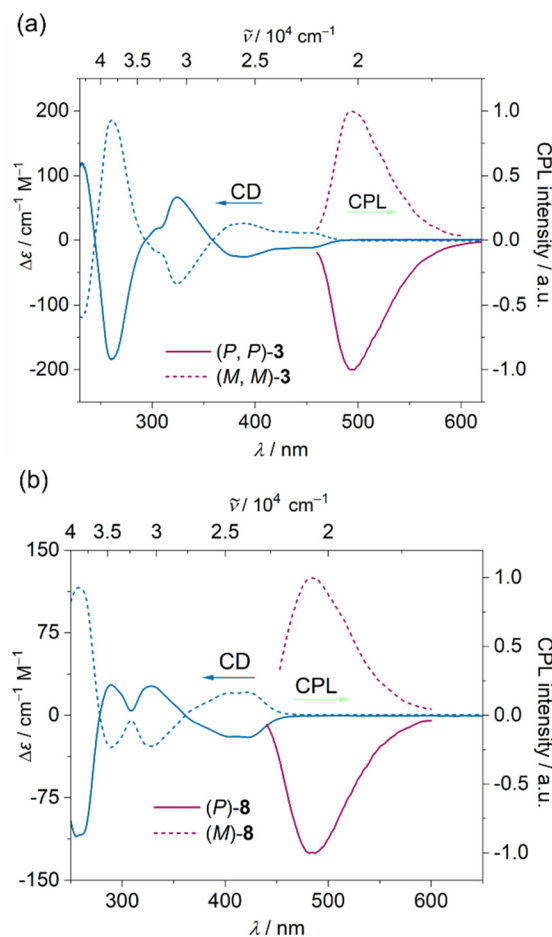 (a)
ν̃ / 10⁴ cm⁻¹
4 3.5 3 2.5 2
200
100
0
-100
-200
Δε / cm⁻¹ M⁻¹
CD
CPL
1.0
0.5
0.0
-0.5
-1.0
CPL intensity / a.u.
(P, P)-3
(M, M)-3
300 400 500 600
λ / nm
(b)
ν̃ / 10⁴ cm⁻¹
4 3.5 3 2.5 2
150
75
0
-75
-150
Δε / cm⁻¹ M⁻¹
CD
CPL
1.0
0.5
0.0
-0.5
-1.0
CPL intensity / a.u.
(P)-8
(M)-8
300 400 500 600
λ / nm